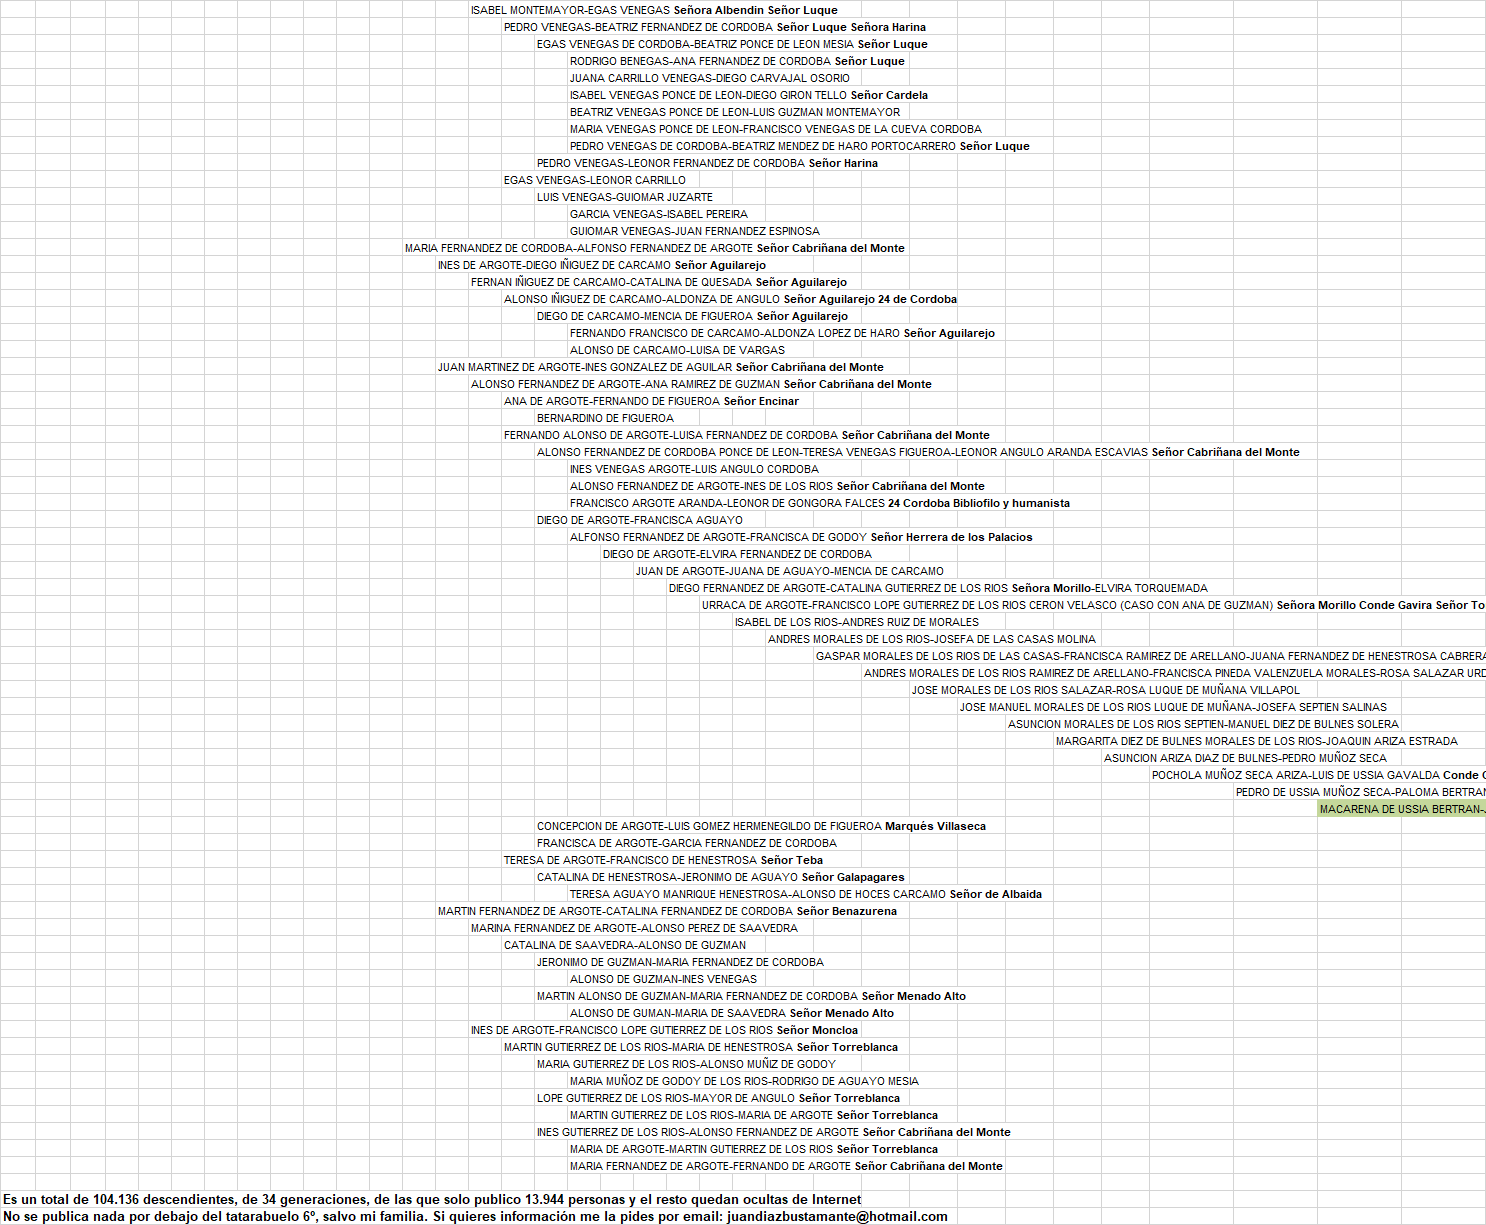 ISABEL MONTEMAYOR-EGAS VENEGAS Señora Albendin Señor Luque
PEDRO VENEGAS-BEATRIZ FERNANDEZ DE CORDOBA Señor Luque Señora Harina
EGAS VENEGAS DE CORDOBA-BEATRIZ PONCE DE LEON MESIA Señor Luque
RODRIGO BENEGAS-ANA FERNANDEZ DE CORDOBA Señor Luque
JUANA CARRILLO VENEGAS-DIEGO CARVAJAL OSORIO
ISABEL VENEGAS PONCE DE LEON-DIEGO GIRON TELLO Señor Cardela
BEATRIZ VENEGAS PONCE DE LEON-LUIS GUZMAN MONTEMAYOR
MARIA VENEGAS PONCE DE LEON-FRANCISCO VENEGAS DE LA CUEVA CORDOBA
PEDRO VENEGAS DE CORDOBA-BEATRIZ MENDEZ DE HARO PORTOCARRERO Señor Luque
PEDRO VENEGAS-LEONOR FERNANDEZ DE CORDOBA Señor Harina
EGAS VENEGAS-LEONOR CARRILLO
LUIS VENEGAS-GUIOMAR JUZARTE
GARCIA VENEGAS-ISABEL PEREIRA
GUIOMAR VENEGAS-JUAN FERNANDEZ ESPINOSA
MARIA FERNANDEZ DE CORDOBA-ALFONSO FERNANDEZ DE ARGOTE Señor Cabriñana del Monte
INES DE ARGOTE-DIEGO IÑIGUEZ DE CARCAMO Señor Aguilarejo
FERNAN IÑIGUEZ DE CARCAMO-CATALINA DE QUESADA Señor Aguilarejo
ALONSO IÑIGUEZ DE CARCAMO-ALDONZA DE ANGULO Señor Aguilarejo 24 de Cordoba
DIEGO DE CARCAMO-MENCIA DE FIGUEROA Señor Aguilarejo
FERNANDO FRANCISCO DE CARCAMO-ALDONZA LOPEZ DE HARO Señor Aguilarejo
ALONSO DE CARCAMO-LUISA DE VARGAS
JUAN MARTINEZ DE ARGOTE-INES GONZALEZ DE AGUILAR Señor Cabriñana del Monte
ALONSO FERNANDEZ DE ARGOTE-ANA RAMIREZ DE GUZMAN Señor Cabriñana del Monte
ANA DE ARGOTE-FERNANDO DE FIGUEROA Señor Encinar
BERNARDINO DE FIGUEROA
FERNANDO ALONSO DE ARGOTE-LUISA FERNANDEZ DE CORDOBA Señor Cabriñana del Monte
ALONSO FERNANDEZ DE CORDOBA PONCE DE LEON-TERESA VENEGAS FIGUEROA-LEONOR ANGULO ARANDA ESCAVIAS Señor Cabriñana del Monte
INES VENEGAS ARGOTE-LUIS ANGULO CORDOBA
ALONSO FERNANDEZ DE ARGOTE-INES DE LOS RIOS Señor Cabriñana del Monte
FRANCISCO ARGOTE ARANDA-LEONOR DE GONGORA FALCES 24 Cordoba Bibliofilo y humanista
DIEGO DE ARGOTE-FRANCISCA AGUAYO
ALFONSO FERNANDEZ DE ARGOTE-FRANCISCA DE GODOY Señor Herrera de los Palacios
DIEGO DE ARGOTE-ELVIRA FERNANDEZ DE CORDOBA
JUAN DE ARGOTE-JUANA DE AGUAYO-MENCIA DE CARCAMO
DIEGO FERNANDEZ DE ARGOTE-CATALINA GUTIERREZ DE LOS RIOS Señora Morillo-ELVIRA TORQUEMADA
URRACA DE ARGOTE-FRANCISCO LOPE GUTIERREZ DE LOS RIOS CERON VELASCO (CASO CON ANA DE GUZMAN) Señora Morillo Conde Gavira Señor To
ISABEL DE LOS RIOS-ANDRES RUIZ DE MORALES
ANDRES MORALES DE LOS RIOS-JOSEFA DE LAS CASAS MOLINA
GASPAR MORALES DE LOS RIOS DE LAS CASAS-FRANCISCA RAMIREZ DE ARELLANO-JUANA FERNANDEZ DE HENESTROSA CABRERA
ANDRES MORALES DE LOS RIOS RAMIREZ DE ARELLANO-FRANCISCA PINEDA VALENZUELA MORALES-ROSA SALAZAR URD
JOSE MORALES DE LOS RIOS SALAZAR-ROSA LUQUE DE MUÑANA VILLAPOL
JOSE MANUEL MORALES DE LOS RIOS LUQUE DE MUÑANA-JOSEFA SEPTIEN SALINAS
ASUNCION MORALES DE LOS RIOS SEPTIEN-MANUEL DIEZ DE BULNES SOLERA
MARGARITA DIEZ DE BULNES MORALES DE LOS RIOS-JOAQUIN ARIZA ESTRADA
ASUNCION ARIZA DIAZ DE BULNES-PEDRO MUÑOZ SECA
POCHOLA MUÑOZ SECA ARIZA-LUIS DE USSIA GAVALDA Conde
PEDRO DE USSIA MUÑOZ SECA-PALOMA BERTRAN
MACARENA DE USSIA BERTRAN-
CONCEPCION DE ARGOTE-LUIS GOMEZ HERMENEGILDO DE FIGUEROA Marqués Villaseca
FRANCISCA DE ARGOTE-GARCIA FERNANDEZ DE CORDOBA
TERESA DE ARGOTE-FRANCISCO DE HENESTROSA Señor Teba
CATALINA DE HENESTROSA-JERONIMO DE AGUAYO Señor Galapagares
TERESA AGUAYO MANRIQUE HENESTROSA-ALONSO DE HOCES CARCAMO Señor de Albaida
MARTIN FERNANDEZ DE ARGOTE-CATALINA FERNANDEZ DE CORDOBA Señor Benazurena
MARINA FERNANDEZ DE ARGOTE-ALONSO PEREZ DE SAAVEDRA
CATALINA DE SAAVEDRA-ALONSO DE GUZMAN
JERONIMO DE GUZMAN-MARIA FERNANDEZ DE CORDOBA
ALONSO DE GUZMAN-INES VENEGAS
MARTIN ALONSO DE GUZMAN-MARIA FERNANDEZ DE CORDOBA Señor Menado Alto
ALONSO DE GUMAN-MARIA DE SAAVEDRA Señor Menado Alto
INES DE ARGOTE-FRANCISCO LOPE GUTIERREZ DE LOS RIOS Señor Moncloa
MARTIN GUTIERREZ DE LOS RIOS-MARIA DE HENESTROSA Señor Torreblanca
MARIA GUTIERREZ DE LOS RIOS-ALONSO MUÑIZ DE GODOY
MARIA MUÑOZ DE GODOY DE LOS RIOS-RODRIGO DE AGUAYO MESIA
LOPE GUTIERREZ DE LOS RIOS-MAYOR DE ANGULO Señor Torreblanca
MARTIN GUTIERREZ DE LOS RIOS-MARIA DE ARGOTE Señor Torreblanca
INES GUTIERREZ DE LOS RIOS-ALONSO FERNANDEZ DE ARGOTE Señor Cabriñana del Monte
MARIA DE ARGOTE-MARTIN GUTIERREZ DE LOS RIOS Señor Torreblanca
MARIA FERNANDEZ DE ARGOTE-FERNANDO DE ARGOTE Señor Cabriñana del Monte
Es un total de 104.136 descendientes, de 34 generaciones, de las que solo publico 13.944 personas y el resto quedan ocultas de Internet
No se publica nada por debajo del tatarabuelo 6º, salvo mi familia. Si quieres información me la pides por email: juandiazbustamante@hotmail.com